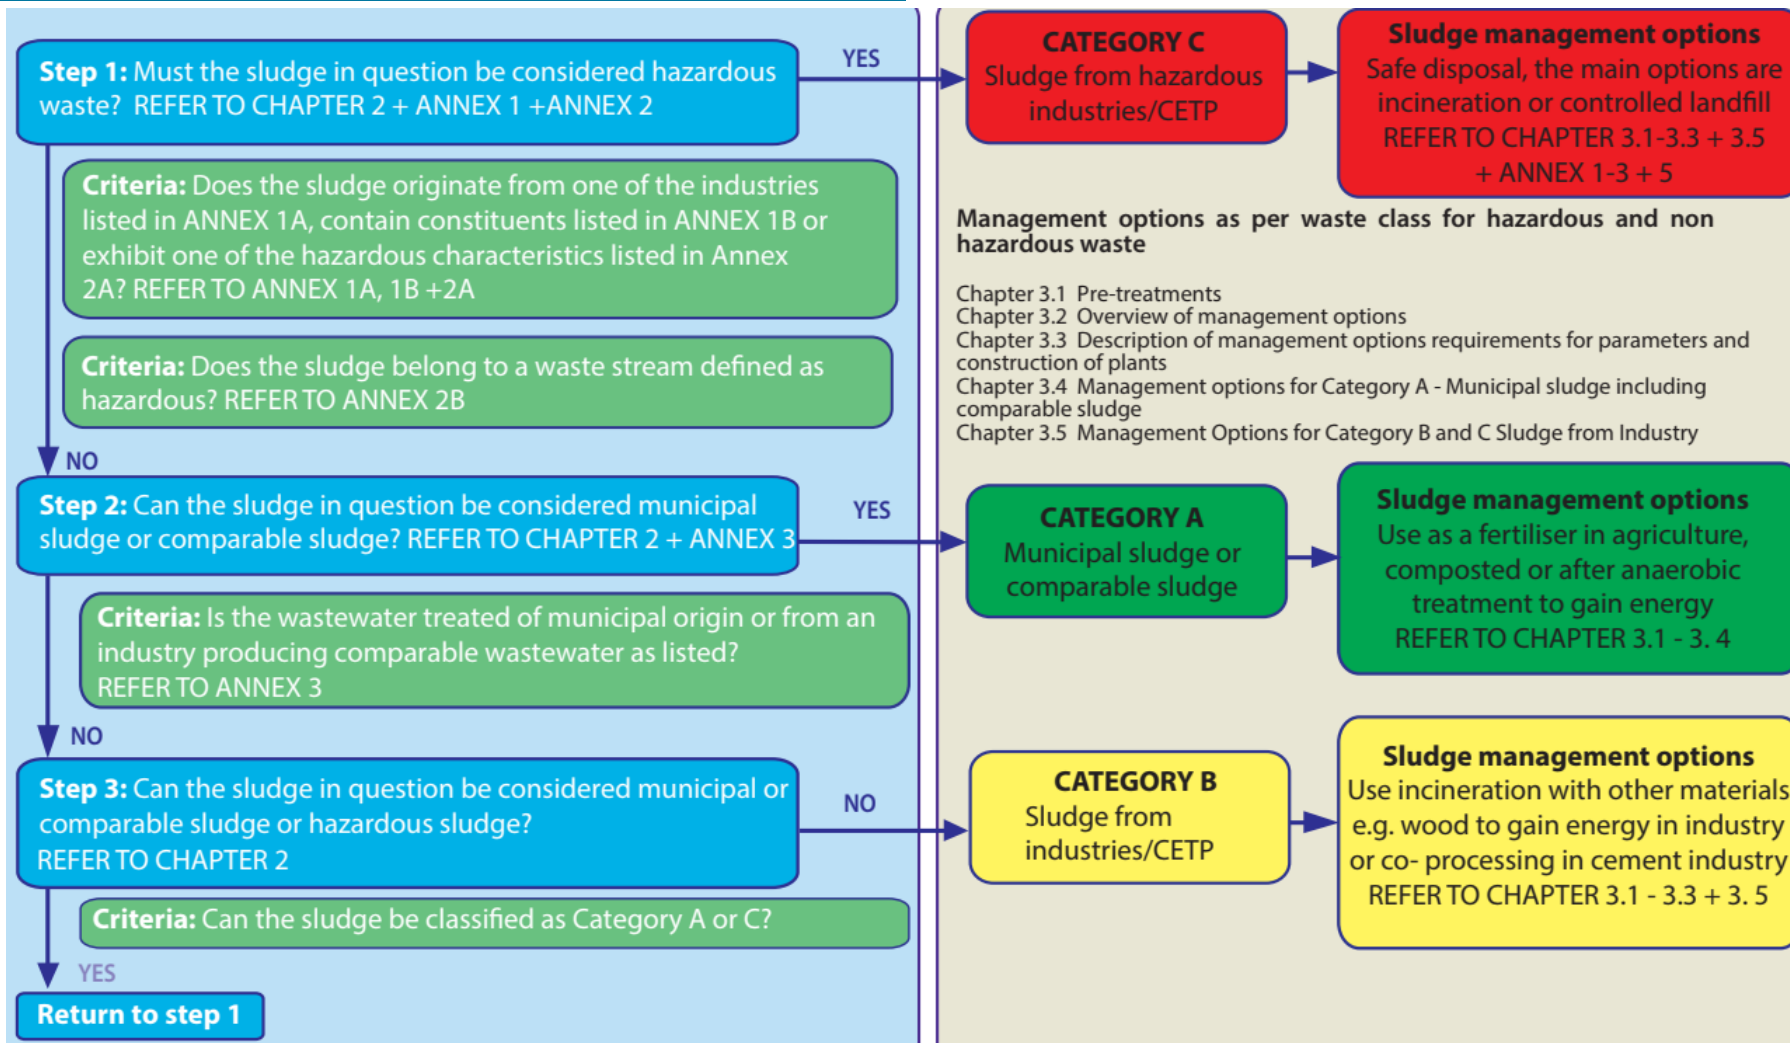 Step 1: Must the sludge in question be considered hazardous
waste? REFER TO CHAPTER 2 + ANNEX 1 +ANNEX 2
YES
Criteria: Does the sludge originate from one of the industries
listed in ANNEX 1A, contain constituents listed in ANNEX 1B or
exhibit one of the hazardous characteristics listed in Annex
2A? REFER TO ANNEX 1A, 1B +2A
Criteria: Does the sludge belong to a waste stream defined as
hazardous? REFER TO ANNEX 2B
NO
Step 2: Can the sludge in question be considered municipal
sludge or comparable sludge? REFER TO CHAPTER 2 + ANNEX 3
YES
Criteria: Is the wastewater treated of municipal origin or from an
industry producing comparable wastewater as listed?
REFER TO ANNEX 3
NO
Step 3: Can the sludge in question be considered municipal or
comparable sludge or hazardous sludge?
REFER TO CHAPTER 2
NO
Criteria: Can the sludge be classified as Category A or C?
YES
Return to step 1
CATEGORY C
Sludge from hazardous
industries/CETP
Sludge management options
Safe disposal, the main options are
incineration or controlled landfill
REFER TO CHAPTER 3.1-3.3 + 3.5
+ ANNEX 1-3 + 5
Management options as per waste class for hazardous and non
hazardous waste
Chapter 3.1 Pre-treatments
Chapter 3.2 Overview of management options
Chapter 3.3 Description of management options requirements for parameters and
construction of plants
Chapter 3.4 Management options for Category A - Municipal sludge including
comparable sludge
Chapter 3.5 Management Options for Category B and C Sludge from Industry
CATEGORY A
Municipal sludge or
comparable sludge
Sludge management options
Use as a fertiliser in agriculture,
composted or after anaerobic
treatment to gain energy
REFER TO CHAPTER 3.1 - 3. 4
CATEGORY B
Sludge from
industries/CETP
Sludge management options
Use incineration with other materials
e.g. wood to gain energy in industry
or co- processing in cement industry
REFER TO CHAPTER 3.1 - 3.3 + 3. 5